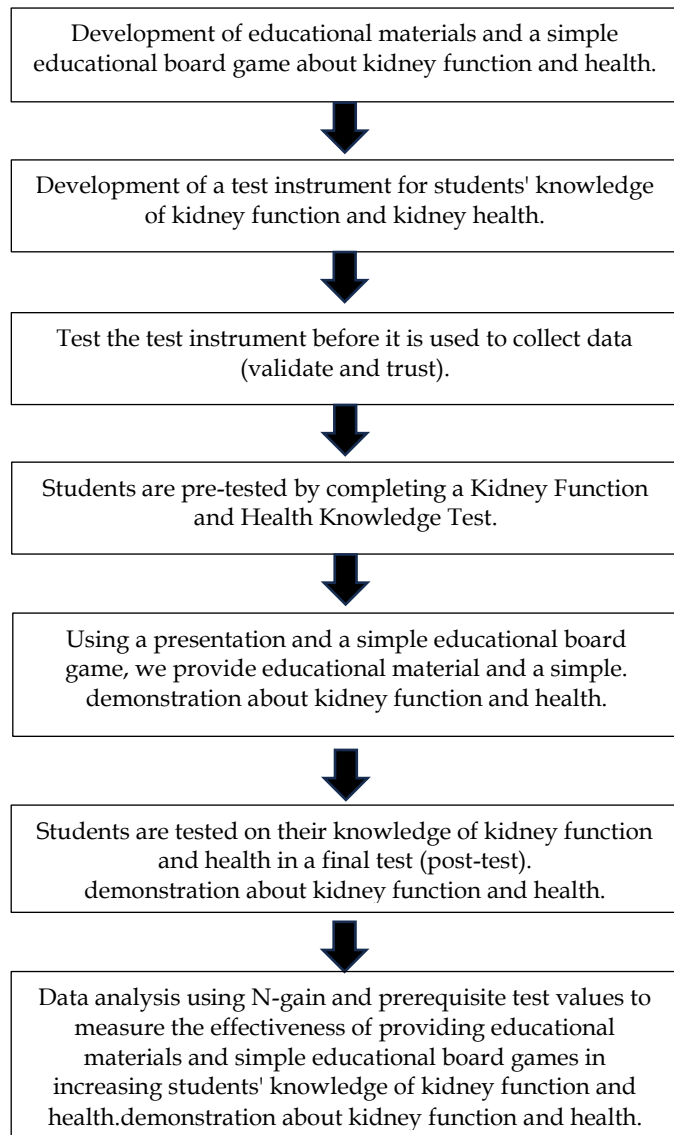 Development of educational materials and a simple
educational board game about kidney function and health.
Development of a test instrument for students' knowledge
of kidney function and kidney health.
Test the test instrument before it is used to collect data
(validate and trust).
Students are pre-tested by completing a Kidney Function
and Health Knowledge Test.
Using a presentation and a simple educational board
game, we provide educational material and a simple.
demonstration about kidney function and health.
Students are tested on their knowledge of kidney function
and health in a final test (post-test).
demonstration about kidney function and health.
Data analysis using N-gain and prerequisite test values to
measure the effectiveness of providing educational
materials and simple educational board games in
increasing students' knowledge of kidney function and
health.demonstration about kidney function and health.